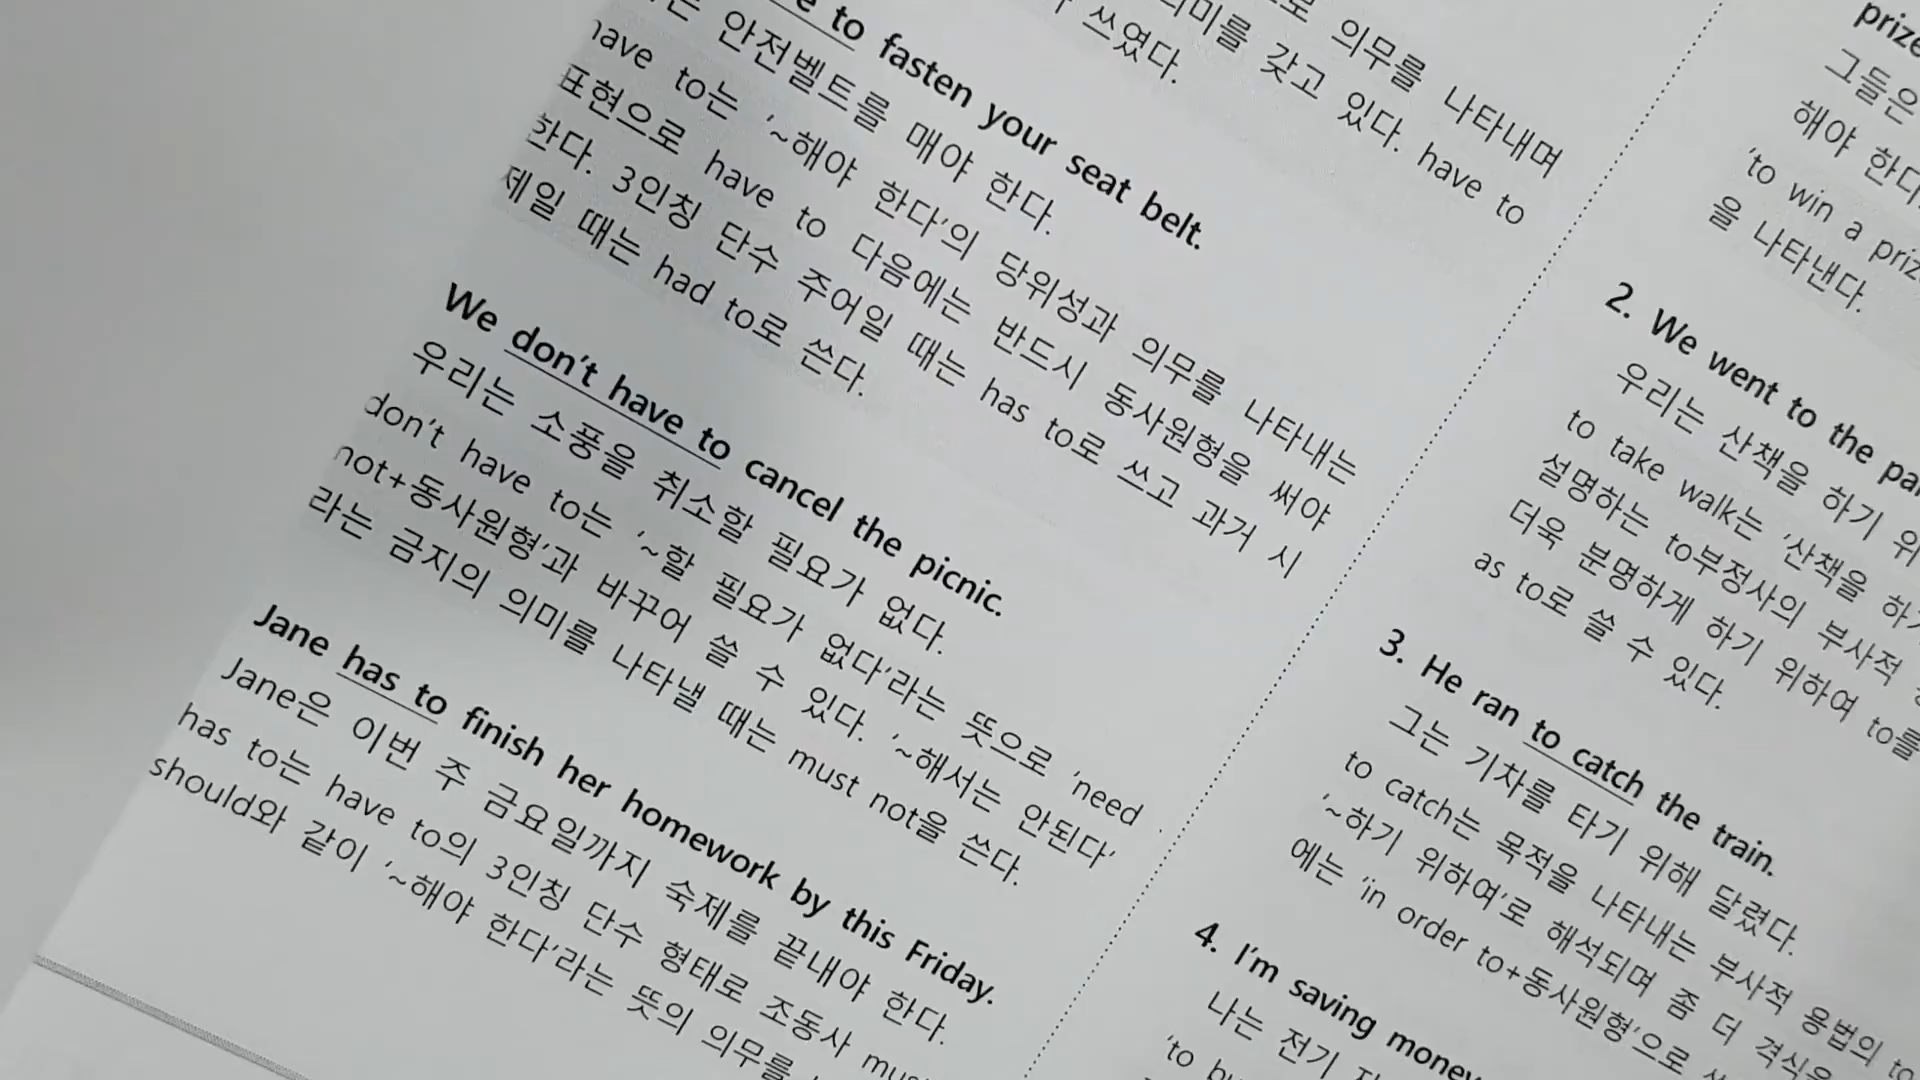 로 의무를 나타내며
의미를 갖고 있다. have to
쓰였다.
to fasten your seat belt.
안전벨트를 매야 한다.
have to는 '~해야 한다'의 당위성과 의무를 나타내는
표현으로 have to 다음에는 반드시 동사원형을 써야
한다. 3인칭 단수 주어일 때는 has to로 쓰고 과거 시
제일 때는 had to로 쓴다.
We don't have to cancel the picnic.
우리는 소풍을 취소할 필요가 없다.
don't have to는 '~할 필요가 없다'라는 뜻으로 'need
not+동사원형'과 바꾸어 쓸 수 있다. '~해서는 안된다'
라는 금지의 의미를 나타낼 때는 must not을 쓴다.
Jane has to finish her homework by this Friday.
Jane은 이번 주 금요일까지 숙제를 끝내야 한다.
has to는 have to의 3인칭 단수 형태로 조동사
should와 같이 '~해야 한다'라는 뜻의 의무를
그들은
해야 한다
'to win a
을 나타낸다.
2. We went to the
우리는 산책을 하기
to take walk는 '산책을
설명하는 to부정사의 부사적
더욱 분명하게 하기 위하여 to를
as to로 쓸 수 있다.
3. He ran to catch the train.
그는 기차를 타기 위해 달렸다.
to catch는 목적을 나타내는 부사적 용법의 to
'~하기 위하여'로 해석되며 좀 더
에는 'in order to+동사원형'으로
4. I'm saving money
나는 전기
'to